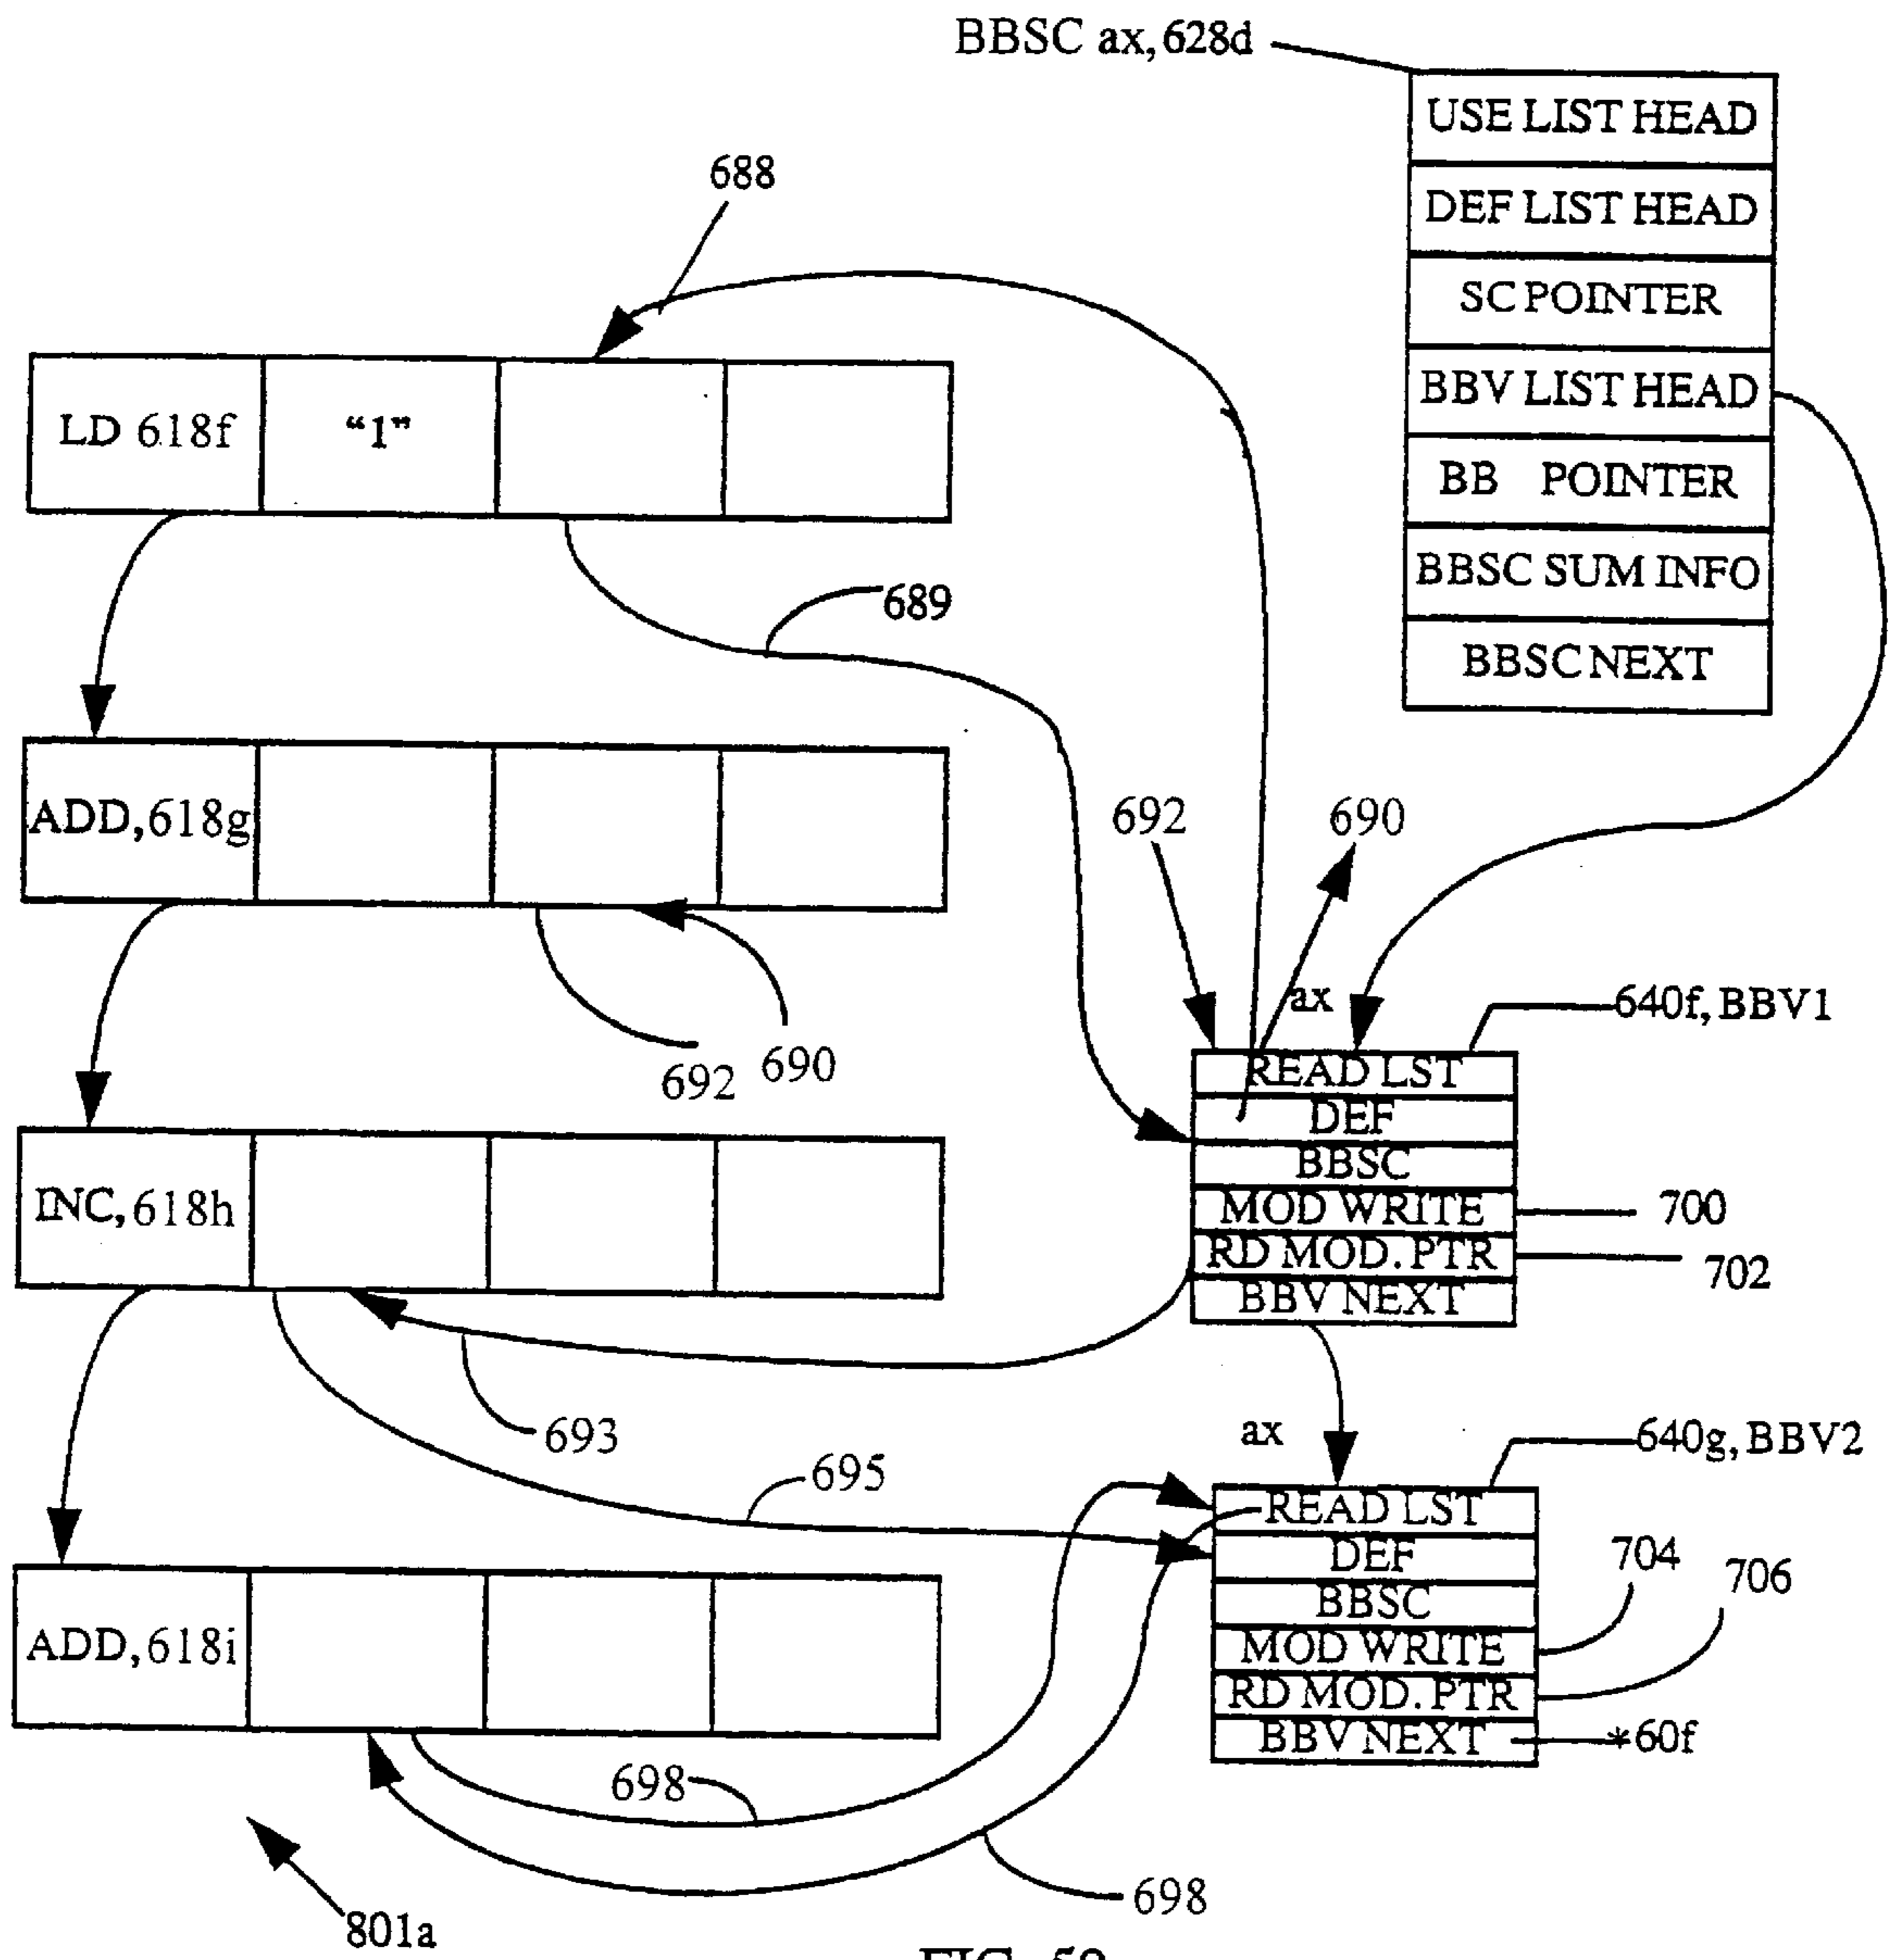 BBSC ax, 628d
USE LIST HEAD
DEF LIST HEAD
SC POINTER
BBV LIST HEAD
BB POINTER
BBSC SUM INFO
BBSC NEXT
688
LD 618f
“1”
689
ADD, 618g
692
690
692
690
ax
640f, BBV1
READ LST
DEF
BBSC
MOD WRITE
700
RD MOD. PTR
702
BBV NEXT
INC, 618h
693
695
ax
640g, BBV2
READ LST
DEF
BBSC
MOD WRITE
704
RD MOD. PTR
706
BBV NEXT
*60f
ADD, 618i
698
698
801a